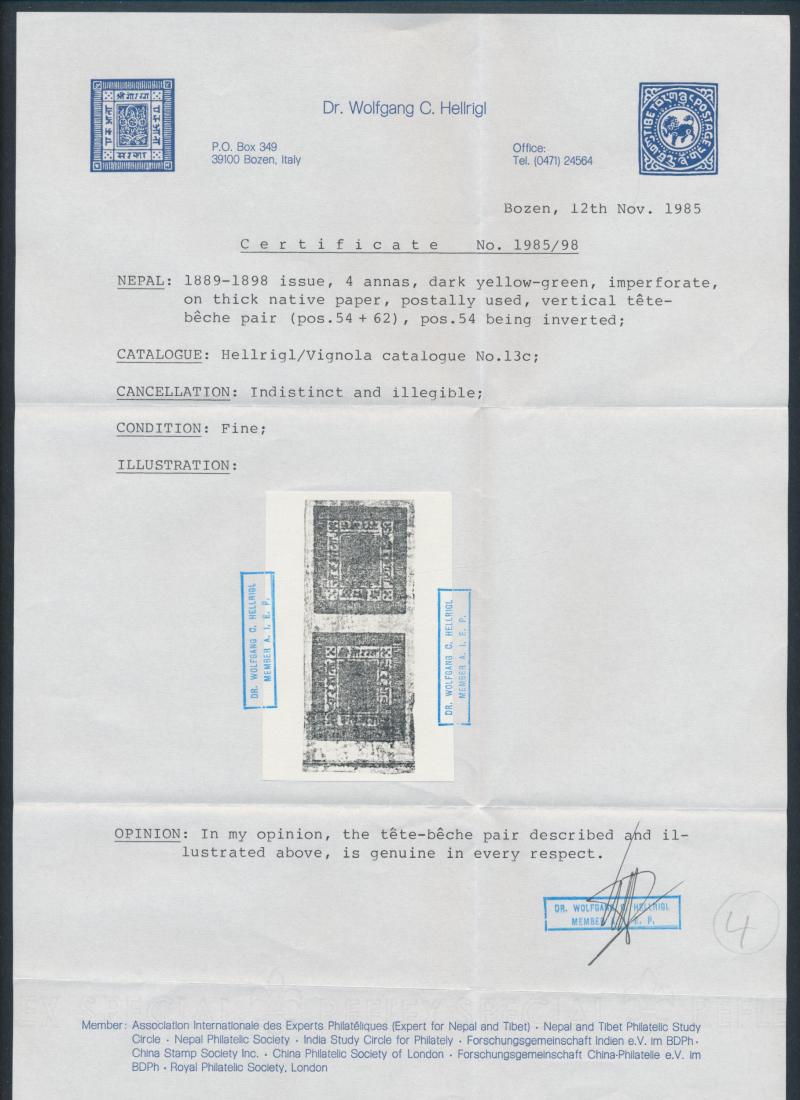 Dr. Wolfgang C. Hellrigl
P.O. Box 349
39100 Bozen, Italy
Office:
Tel. (0471) 24564
TIBET POSTAGE
Bozen, 12th Nov. 1985
Certificate No. 1985/98
NEPAL: 1889-1898 issue, 4 annas, dark yellow-green, imperforate,
on thick native paper, postally used, vertical tête-
bêche pair (pos.54 + 62), pos.54 being inverted;
CATALOGUE: Hellrigl/Vignola catalogue No.13c;
CANCELLATION: Indistinct and illegible;
CONDITION: Fine;
ILLUSTRATION:
DR. WOLFGANG C. HELLRIGL
MEMBER A. I. E. P.
DR. WOLFGANG C. HELLRIGL
MEMBER A. I. E. P.
OPINION: In my opinion, the tête-bêche pair described and il-
lustrated above, is genuine in every respect.
DR. WOLFGANG C. HELLRIGL
MEMBER A. I. E. P.
4
Member: Association Internationale des Experts Philatéliques (Expert for Nepal and Tibet) · Nepal and Tibet Philatelic Study
Circle · Nepal Philatelic Society · India Study Circle for Philately · Forschungsgemeinschaft Indien e.V. im BDPh ·
China Stamp Society Inc. · China Philatelic Society of London · Forschungsgemeinschaft China-Philatelie e.V. im
BDPh · Royal Philatelic Society, London